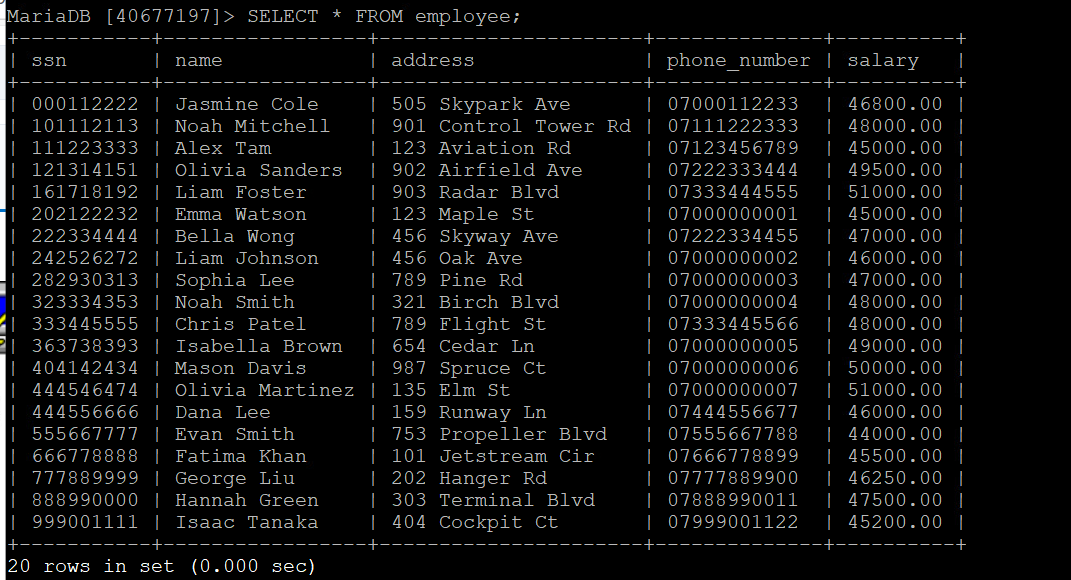 MariaDB [40677197]> SELECT * FROM employee;
+-----------+-----------------+----------------------+--------------+----------+
| ssn       | name            | address              | phone_number | salary   |
+-----------+-----------------+----------------------+--------------+----------+
| 000112222 | Jasmine Cole    | 505 Skypark Ave      | 07000112233  | 46800.00 |
| 101112113 | Noah Mitchell   | 901 Control Tower Rd | 07111222333  | 48000.00 |
| 111223333 | Alex Tam        | 123 Aviation Rd      | 07123456789  | 45000.00 |
| 121314151 | Olivia Sanders  | 902 Airfield Ave     | 07222333444  | 49500.00 |
| 161718192 | Liam Foster     | 903 Radar Blvd       | 07333444555  | 51000.00 |
| 202122232 | Emma Watson     | 123 Maple St         | 07000000001  | 45000.00 |
| 222334444 | Bella Wong      | 456 Skyway Ave       | 07222334455  | 47000.00 |
| 242526272 | Liam Johnson    | 456 Oak Ave          | 07000000002  | 46000.00 |
| 282930313 | Sophia Lee      | 789 Pine Rd          | 07000000003  | 47000.00 |
| 323334353 | Noah Smith      | 321 Birch Blvd       | 07000000004  | 48000.00 |
| 333445555 | Chris Patel     | 789 Flight St        | 07333445566  | 48000.00 |
| 363738393 | Isabella Brown  | 654 Cedar Ln         | 07000000005  | 49000.00 |
| 404142434 | Mason Davis     | 987 Spruce Ct        | 07000000006  | 50000.00 |
| 444546474 | Olivia Martinez | 135 Elm St           | 07000000007  | 51000.00 |
| 444556666 | Dana Lee        | 159 Runway Ln        | 07444556677  | 46000.00 |
| 555667777 | Evan Smith      | 753 Propeller Blvd   | 07555667788  | 44000.00 |
| 666778888 | Fatima Khan     | 101 Jetstream Cir    | 07666778899  | 45500.00 |
| 777889999 | George Liu      | 202 Hanger Rd        | 07777889900  | 46250.00 |
| 888990000 | Hannah Green    | 303 Terminal Blvd    | 07888990011  | 47500.00 |
| 999001111 | Isaac Tanaka    | 404 Cockpit Ct       | 07999001122  | 45200.00 |
+-----------+-----------------+----------------------+--------------+----------+
20 rows in set (0.000 sec)